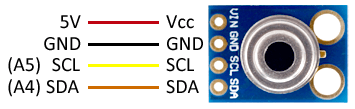 5V Vcc
GND GND
(A5) SCL SCL
(A4) SDA SDA
VIN GND SCL SDA